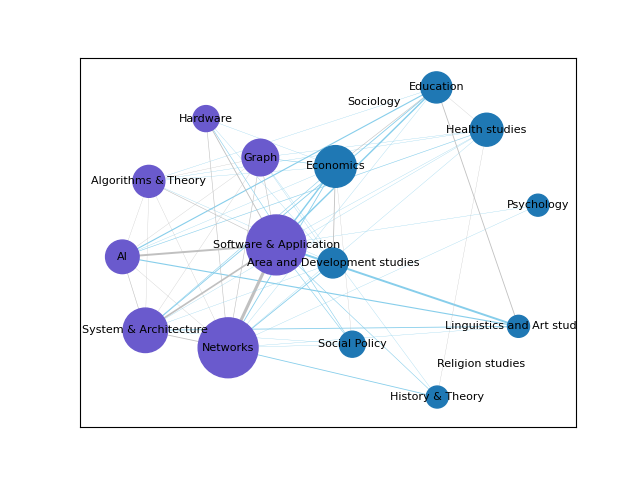 Education
Sociology
Hardware
Health studies
Graph
Economics
Algorithms & Theory
Psychology
Software & Application
AI
Area and Development studies
Linguistics and Art stud
System & Architecture
Social Policy
Networks
Religion studies
History & Theory